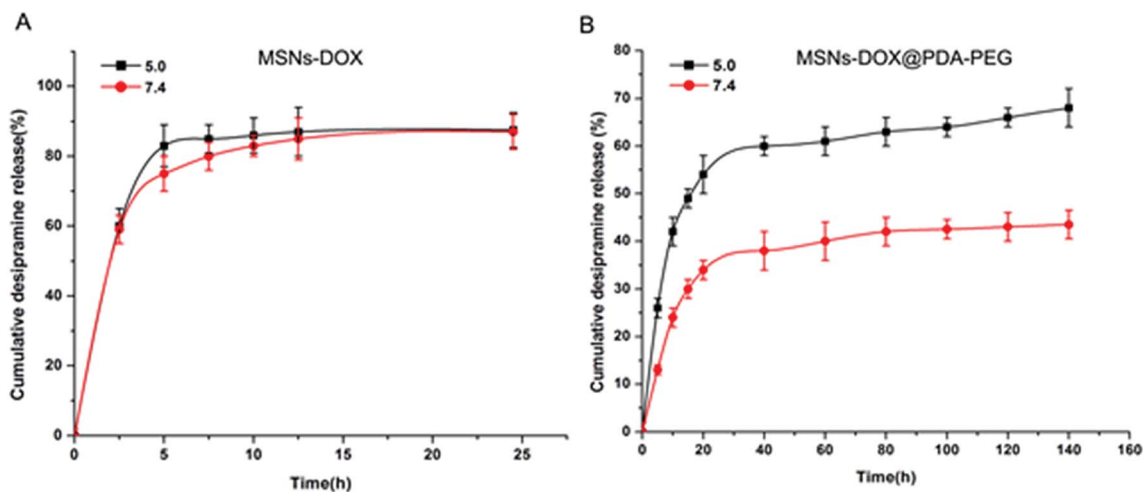 A
MSNs-DOX
5.0
7.4
Cumulative desipramine release(%)
100
80
60
40
20
0
0 5 10 15 20 25
Time(h)
B
MSNs-DOX@PDA-PEG
5.0
7.4
Cumulative desipramine release (%)
80
70
60
50
40
30
20
10
0
0 20 40 60 80 100 120 140 160
Time(h)